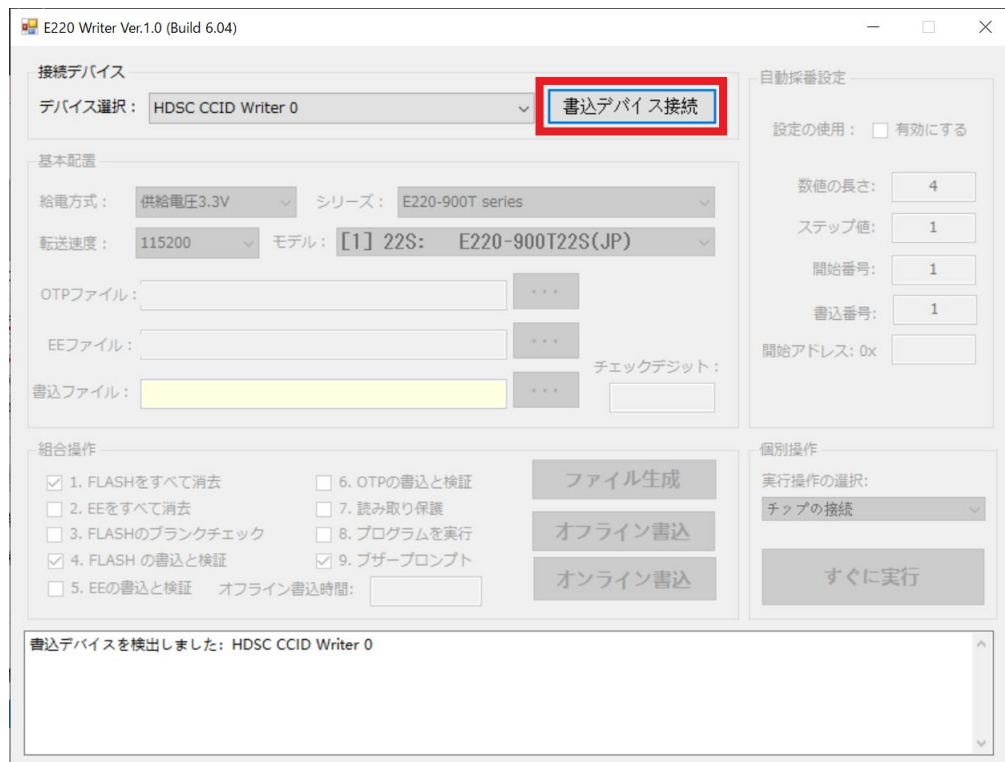 E220 Writer Ver.1.0 (Build 6.04)
接続デバイス
デバイス選択： HDSC CCID Writer 0 書込デバイス接続
基本配置
給電方式： 供給電圧3.3V シリーズ： E220-900T series
転送速度： 115200 モデル： [1] 22S: E220-900T22S(JP)
OTPファイル： ...
EEファイル： ...
チェックデジット：
書込ファイル： ...
自動採番設定
設定の使用： 有効にする
数値の長さ: 4
ステップ値: 1
開始番号: 1
書込番号: 1
開始アドレス: 0x
組合操作
1. FLASHをすべて消去 6. OTPの書込と検証 ファイル生成
2. EEをすべて消去 7. 読み取り保護
3. FLASHのブランクチェック 8. プログラムを実行 オフライン書込
4. FLASH の書込と検証 9. ブザープロンプト
5. EEの書込と検証 オフライン書込時間: オンライン書込
個別操作
実行操作の選択:
チップの接続
すぐに実行
書込デバイスを検出しました: HDSC CCID Writer 0